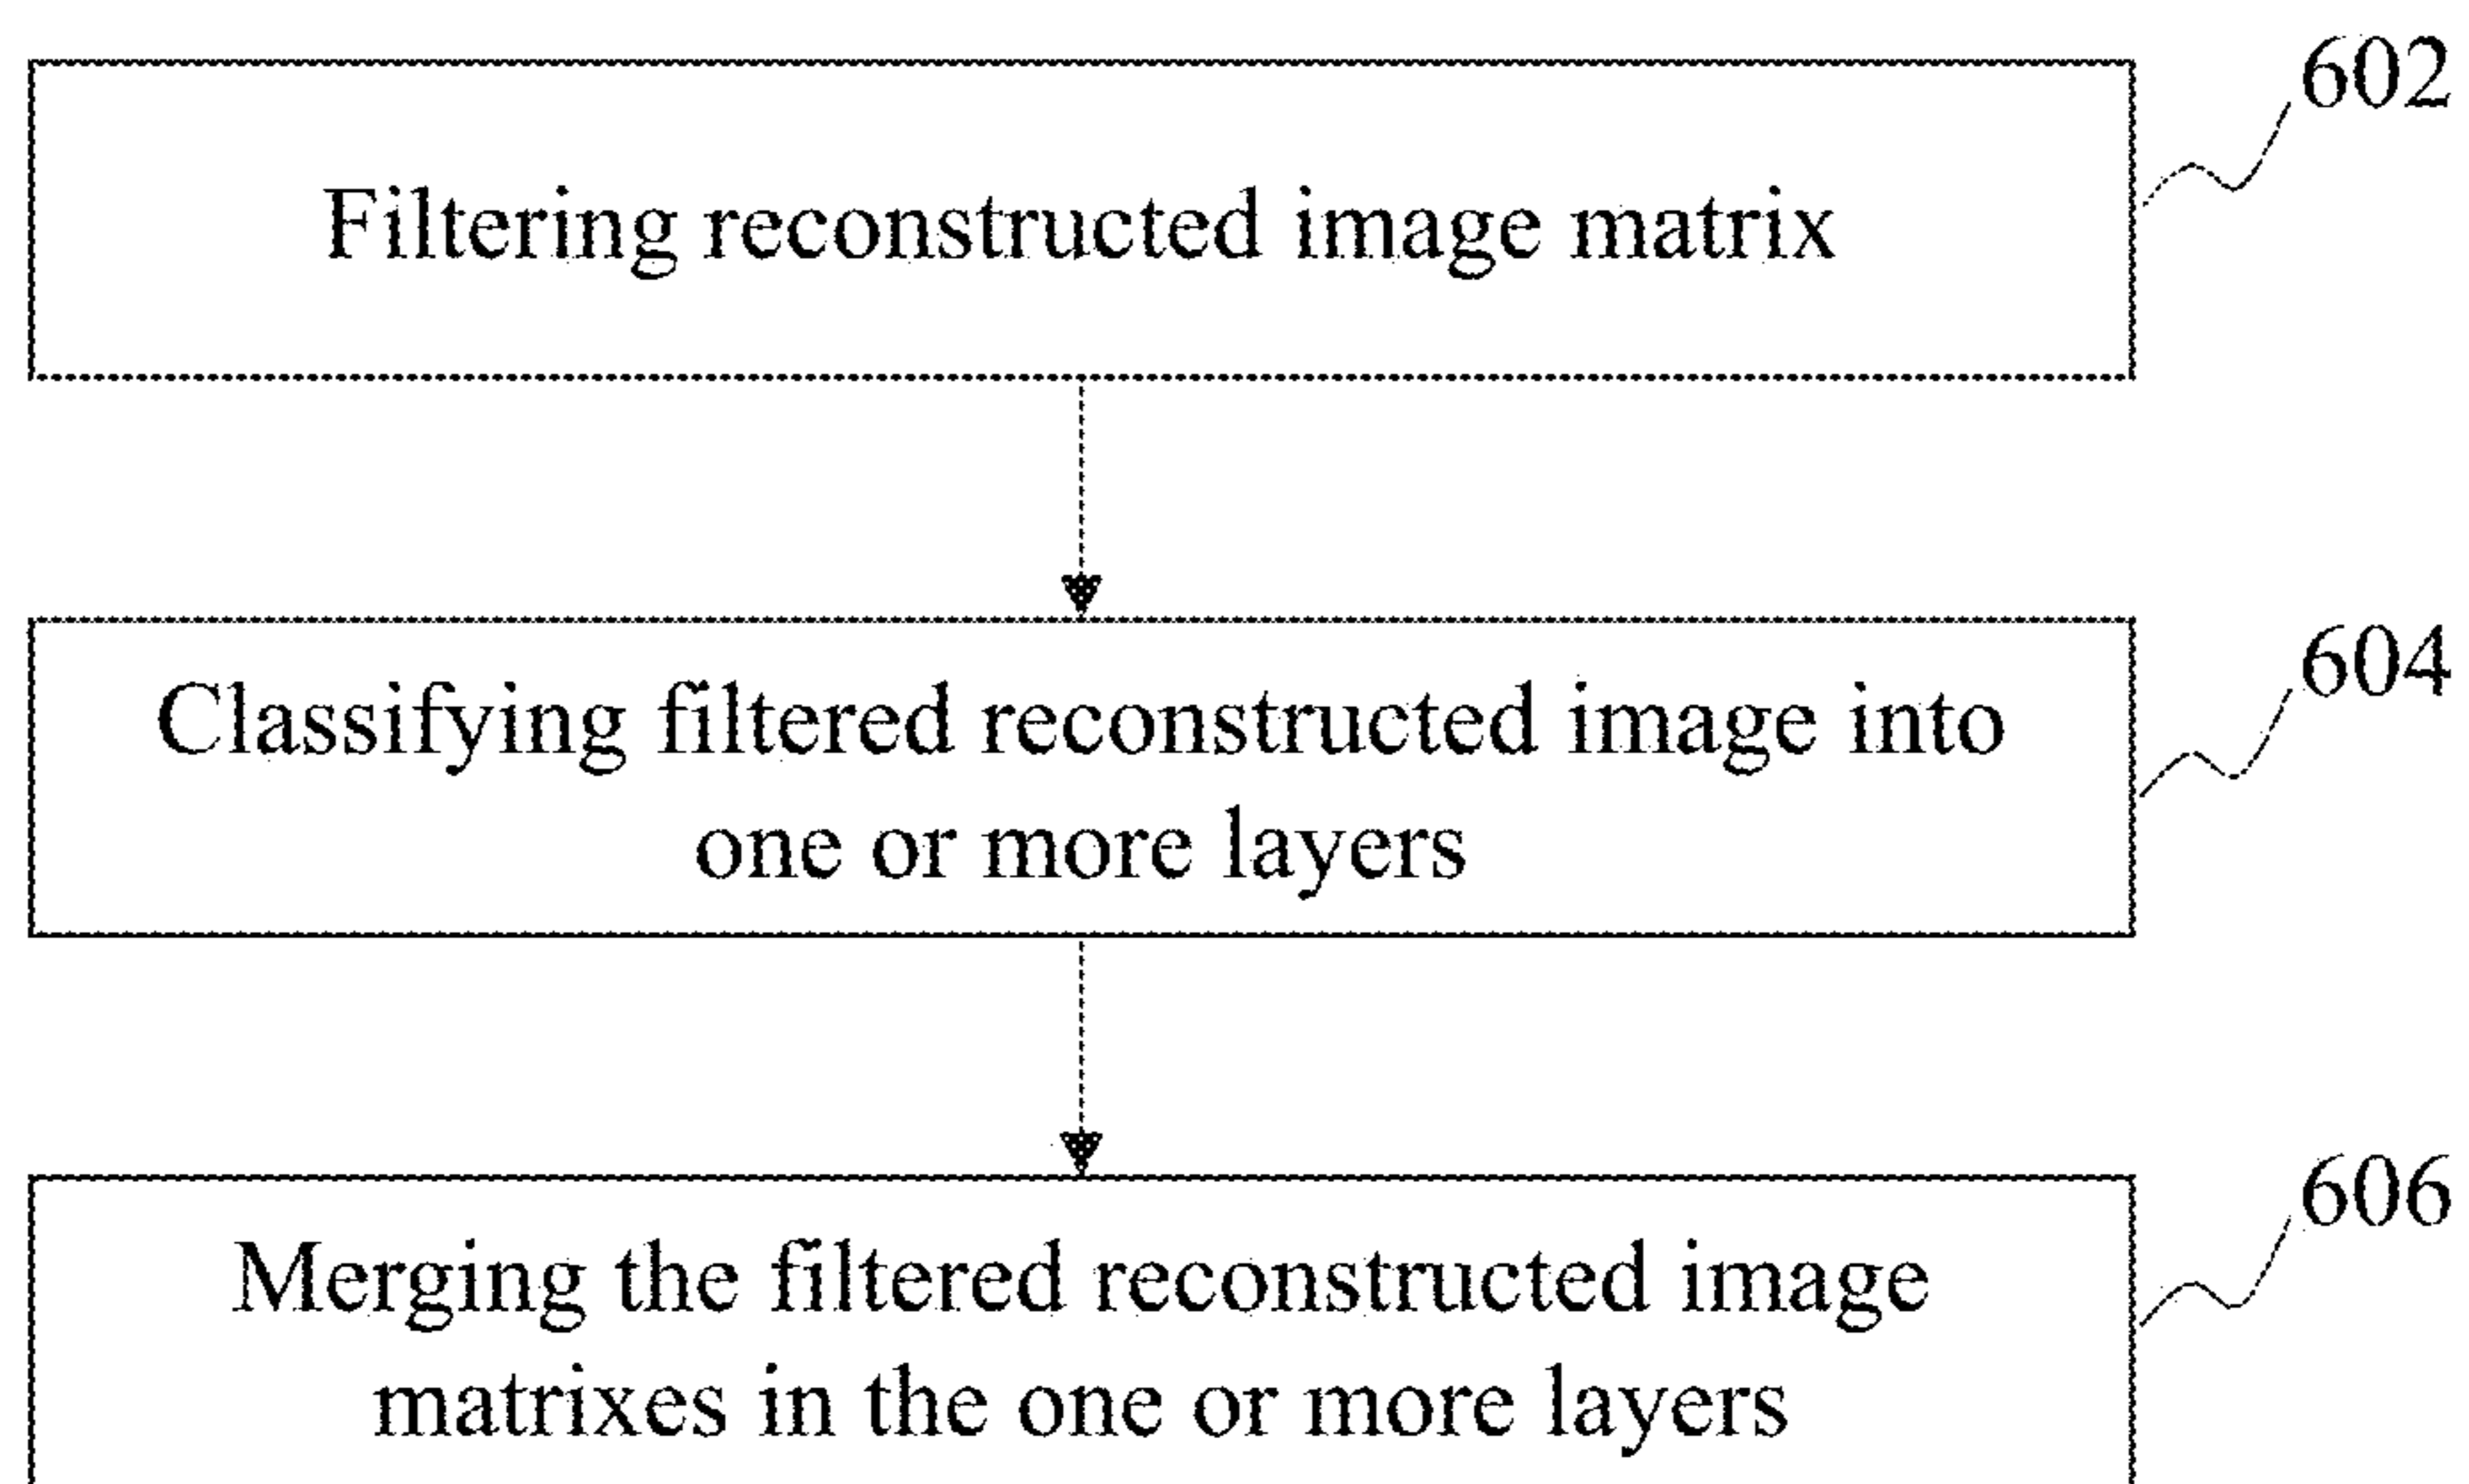 602
Filtering reconstructed image matrix
604
Classifying filtered reconstructed image into
one or more layers
606
Merging the filtered reconstructed image
matrixes in the one or more layers